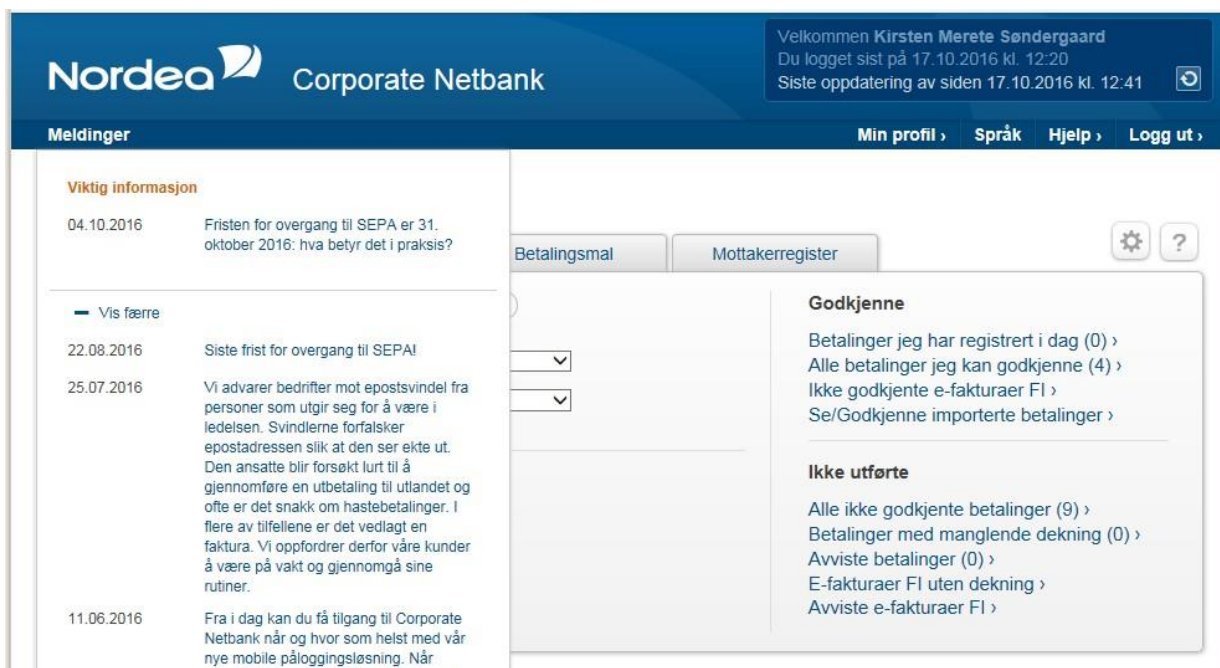 Nordea
Corporate Netbank
Velkommen Kirsten Merete Søndergaard
Du logget sist på 17.10.2016 kl. 12:20
Siste oppdatering av siden 17.10.2016 kl. 12:41
Meldinger
Min profil › Språk Hjelp › Logg ut ›
Viktig informasjon
04.10.2016 Fristen for overgang til SEPA er 31.
oktober 2016: hva betyr det i praksis?
Vis færre
22.08.2016 Siste frist for overgang til SEPA!
25.07.2016 Vi advarer bedrifter mot epostsvindel fra
personer som utgir seg for å være i
ledelsen. Svindlerne forfalsker
epostadressen slik at den ser ekte ut.
Den ansatte blir forsøkt lurt til å
gjennomføre en utbetaling til utlandet og
ofte er det snakk om hastebetalinger. I
flere av tilfellene er det vedlagt en
faktura. Vi oppfordrer derfor våre kunder
å være på vakt og gjennomgå sine
rutiner.
11.06.2016 Fra i dag kan du få tilgang til Corporate
Netbank når og hvor som helst med vår
nye mobile påloggingsløsning. Når
Betalingsmal
Mottakerregister
?
Godkjenne
Betalinger jeg har registrert i dag (0) ›
Alle betalinger jeg kan godkjenne (4) ›
Ikke godkjente e-fakturaer FI ›
Se/Godkjenne importerte betalinger ›
Ikke utførte
Alle ikke godkjente betalinger (9) ›
Betalinger med manglende dekning (0) ›
Avviste betalinger (0) ›
E-fakturaer FI uten dekning ›
Avviste e-fakturaer FI ›